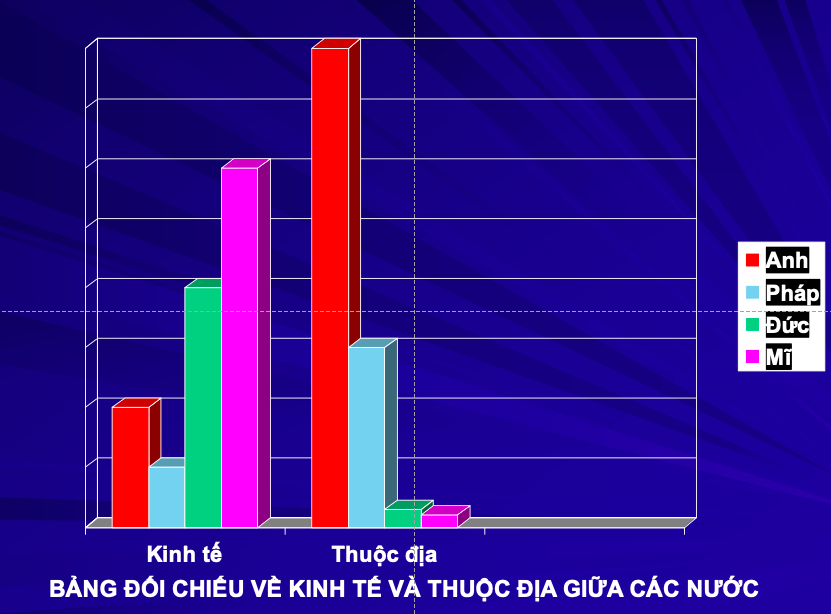 Anh
Pháp
Đức
Mĩ
Kinh tế
Thuộc địa
BẢNG ĐỐI CHIẾU VỀ KINH TẾ VÀ THUỘC ĐỊA GIỮA CÁC NƯỚC